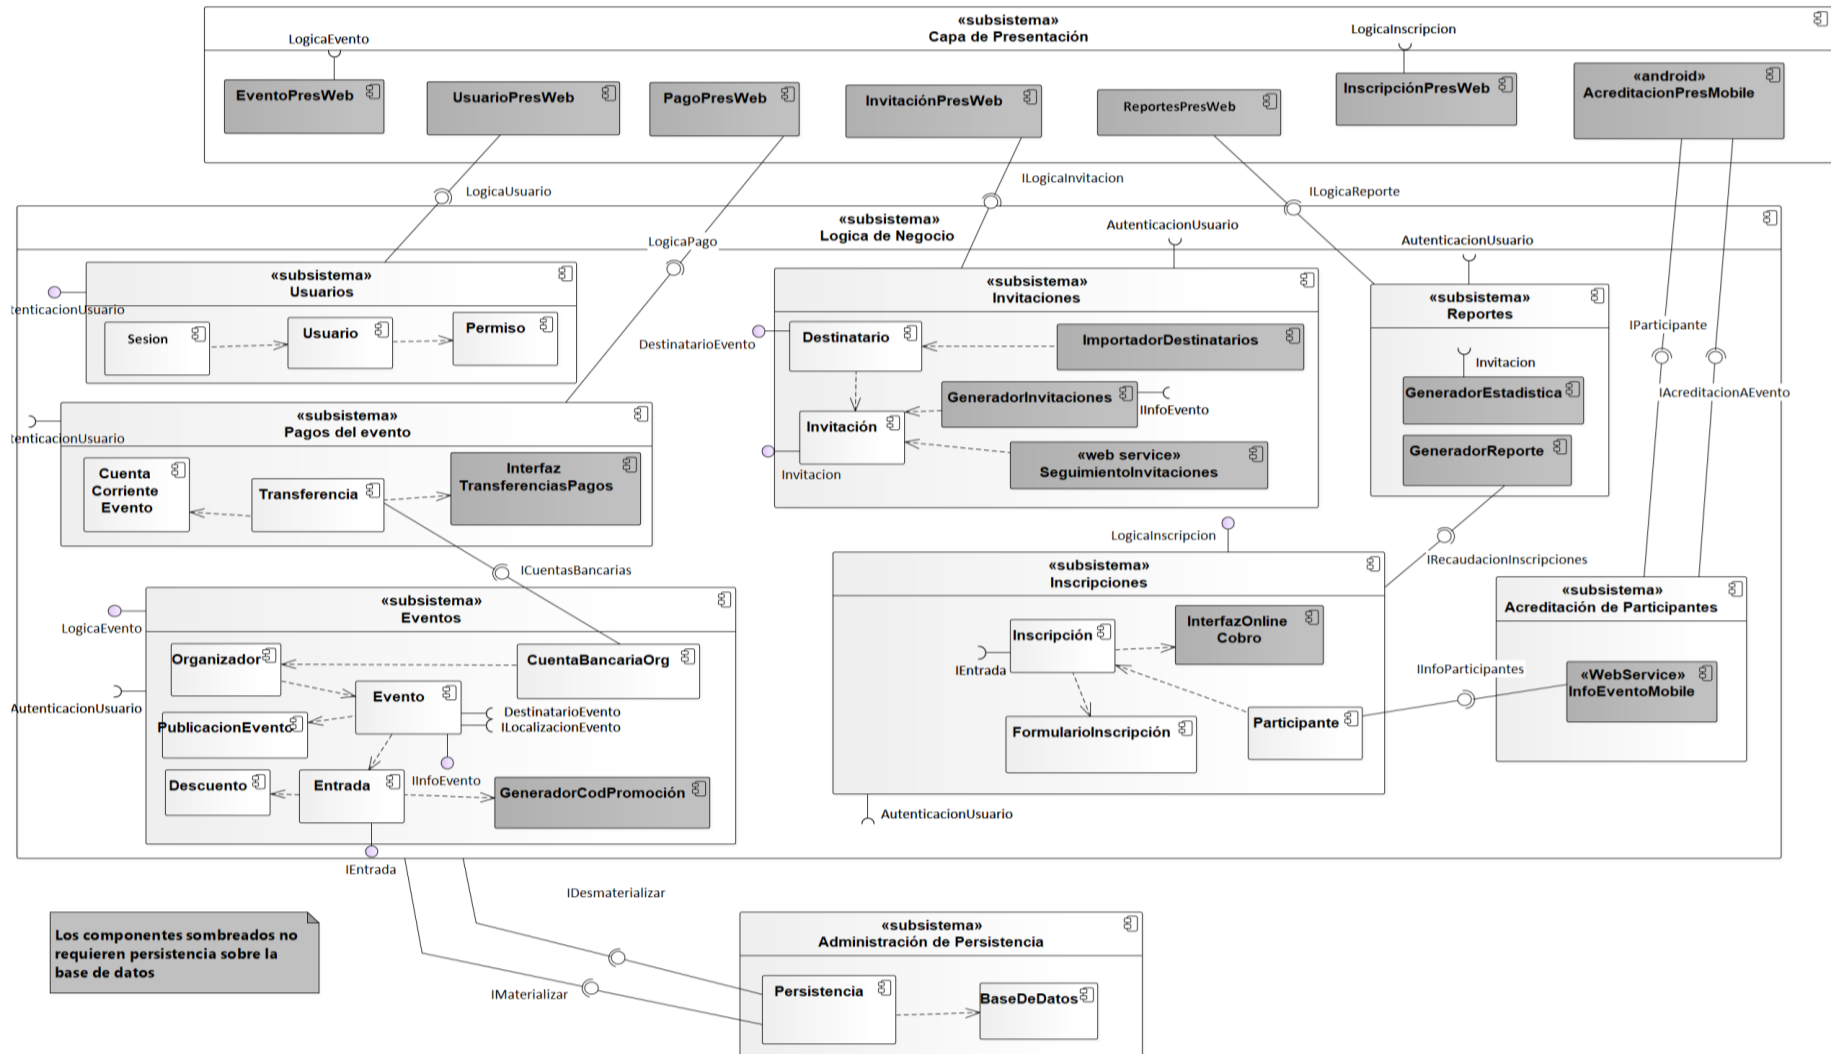 «subsistema»
Capa de Presentación
LogicaEvento
LogicaInscripcion
EventoPresWeb
UsuarioPresWeb
PagoPresWeb
InvitaciónPresWeb
ReportesPresWeb
InscripciónPresWeb
«android»
AcreditacionPresMobile
LogicaUsuario
ILogicaInvitacion
ILogicaReporte
«subsistema»
Logica de Negocio
LogicaPago
AutenticacionUsuario
AutenticacionUsuario
«subsistema»
Usuarios
tenticacionUsuario
Sesion
Usuario
Permiso
«subsistema»
Invitaciones
DestinatarioEvento
Destinatario
ImportadorDestinatarios
GeneradorInvitaciones
IInfoEvento
Invitación
Invitacion
«web service»
SeguimientoInvitaciones
«subsistema»
Reportes
Invitacion
GeneradorEstadistica
GeneradorReporte
IParticipante
IAcreditacionAEvento
«subsistema»
Pagos del evento
tenticacionUsuario
Cuenta
Corriente
Evento
Transferencia
Interfaz
TransferenciasPagos
ICuentasBancarias
LogicaInscripcion
IRecaudacionInscripciones
«subsistema»
Eventos
LogicaEvento
AutenticacionUsuario
Organizador
CuentaBancariaOrg
Evento
DestinatarioEvento
ILocalizacionEvento
PublicacionEvento
IInfoEvento
Descuento
Entrada
GeneradorCodPromoción
IEntrada
«subsistema»
Inscripciones
Inscripción
IEntrada
InterfazOnline
Cobro
FormularioInscripción
Participante
AutenticacionUsuario
IInfoParticipantes
«subsistema»
Acreditación de Participantes
«WebService»
InfoEventoMobile
IDesmaterializar
IMaterializar
Los componentes sombreados no
requieren persistencia sobre la
base de datos
«subsistema»
Administración de Persistencia
Persistencia
BaseDeDatos